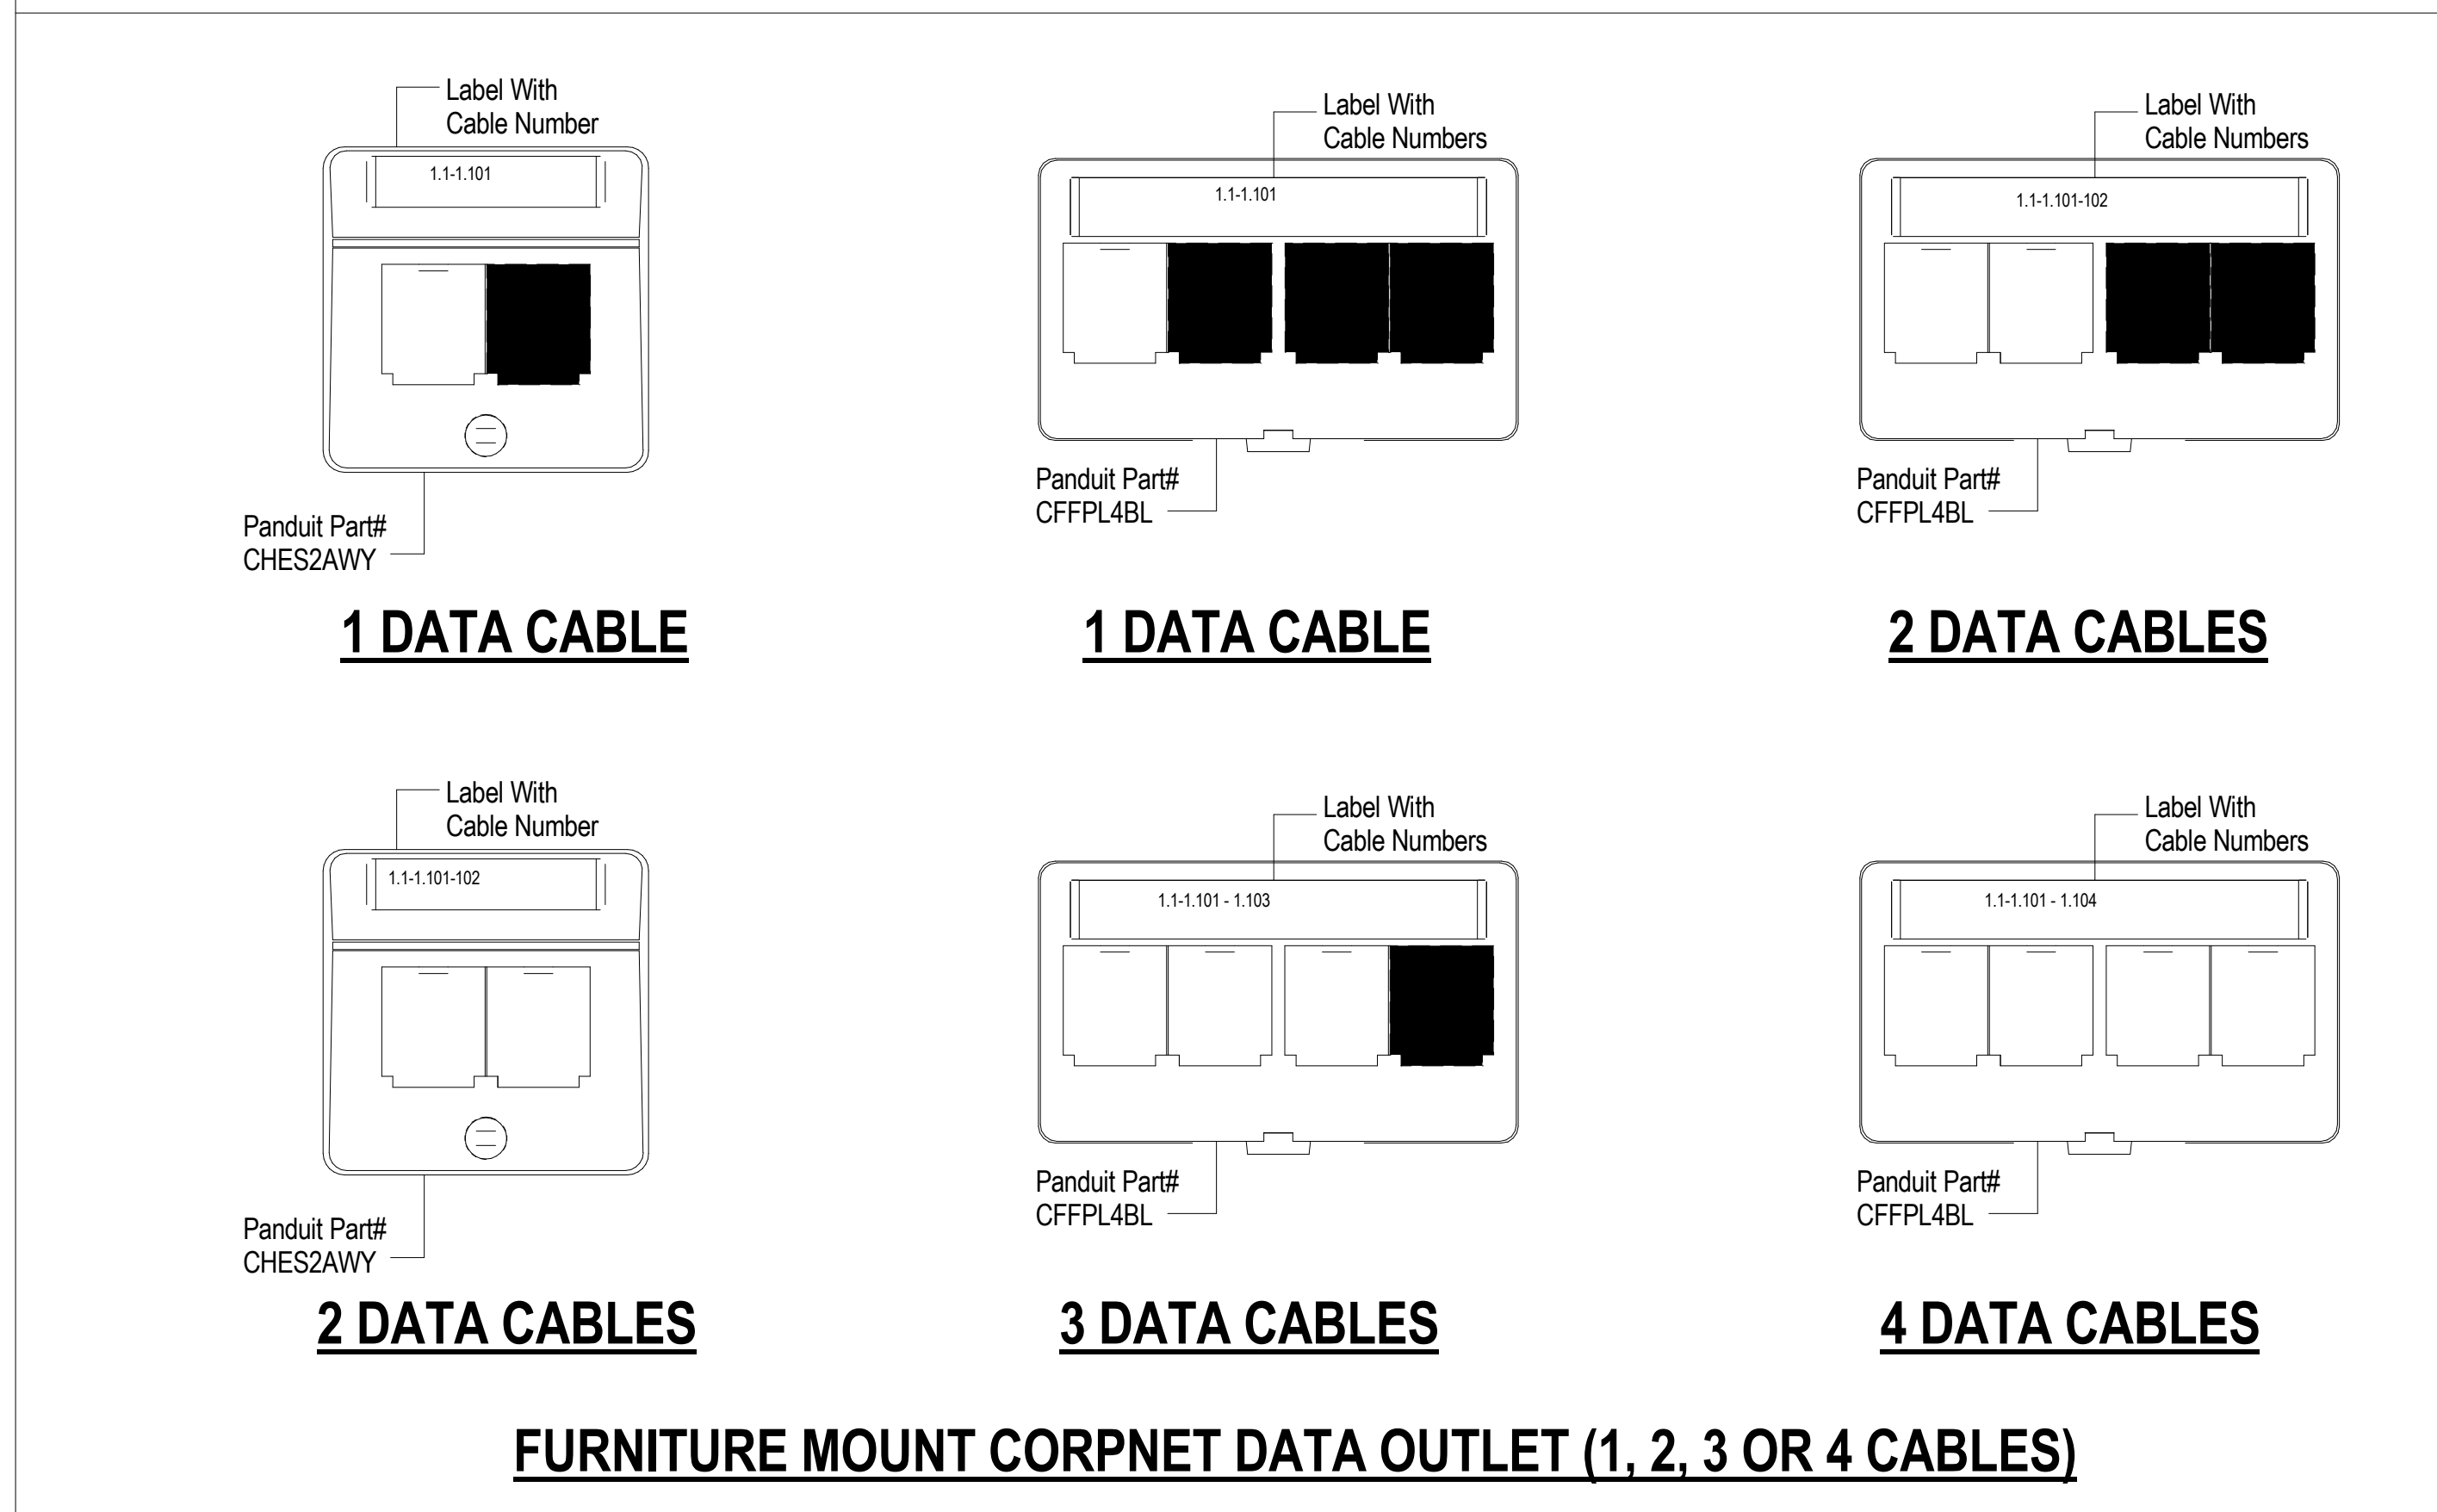 Label With
Cable Number
1.1-1.101
Panduit Part#
CHES2AWY
1 DATA CABLE
Label With
Cable Numbers
1.1-1.101
Panduit Part#
CFFPL4BL
1 DATA CABLE
Label With
Cable Numbers
1.1-1.101-102
Panduit Part#
CFFPL4BL
2 DATA CABLES
Label With
Cable Number
1.1-1.101-102
Panduit Part#
CHES2AWY
2 DATA CABLES
Label With
Cable Numbers
1.1-1.101 - 1.103
Panduit Part#
CFFPL4BL
3 DATA CABLES
Label With
Cable Numbers
1.1-1.101 - 1.104
Panduit Part#
CFFPL4BL
4 DATA CABLES
FURNITURE MOUNT CORPNET DATA OUTLET (1, 2, 3 OR 4 CABLES)